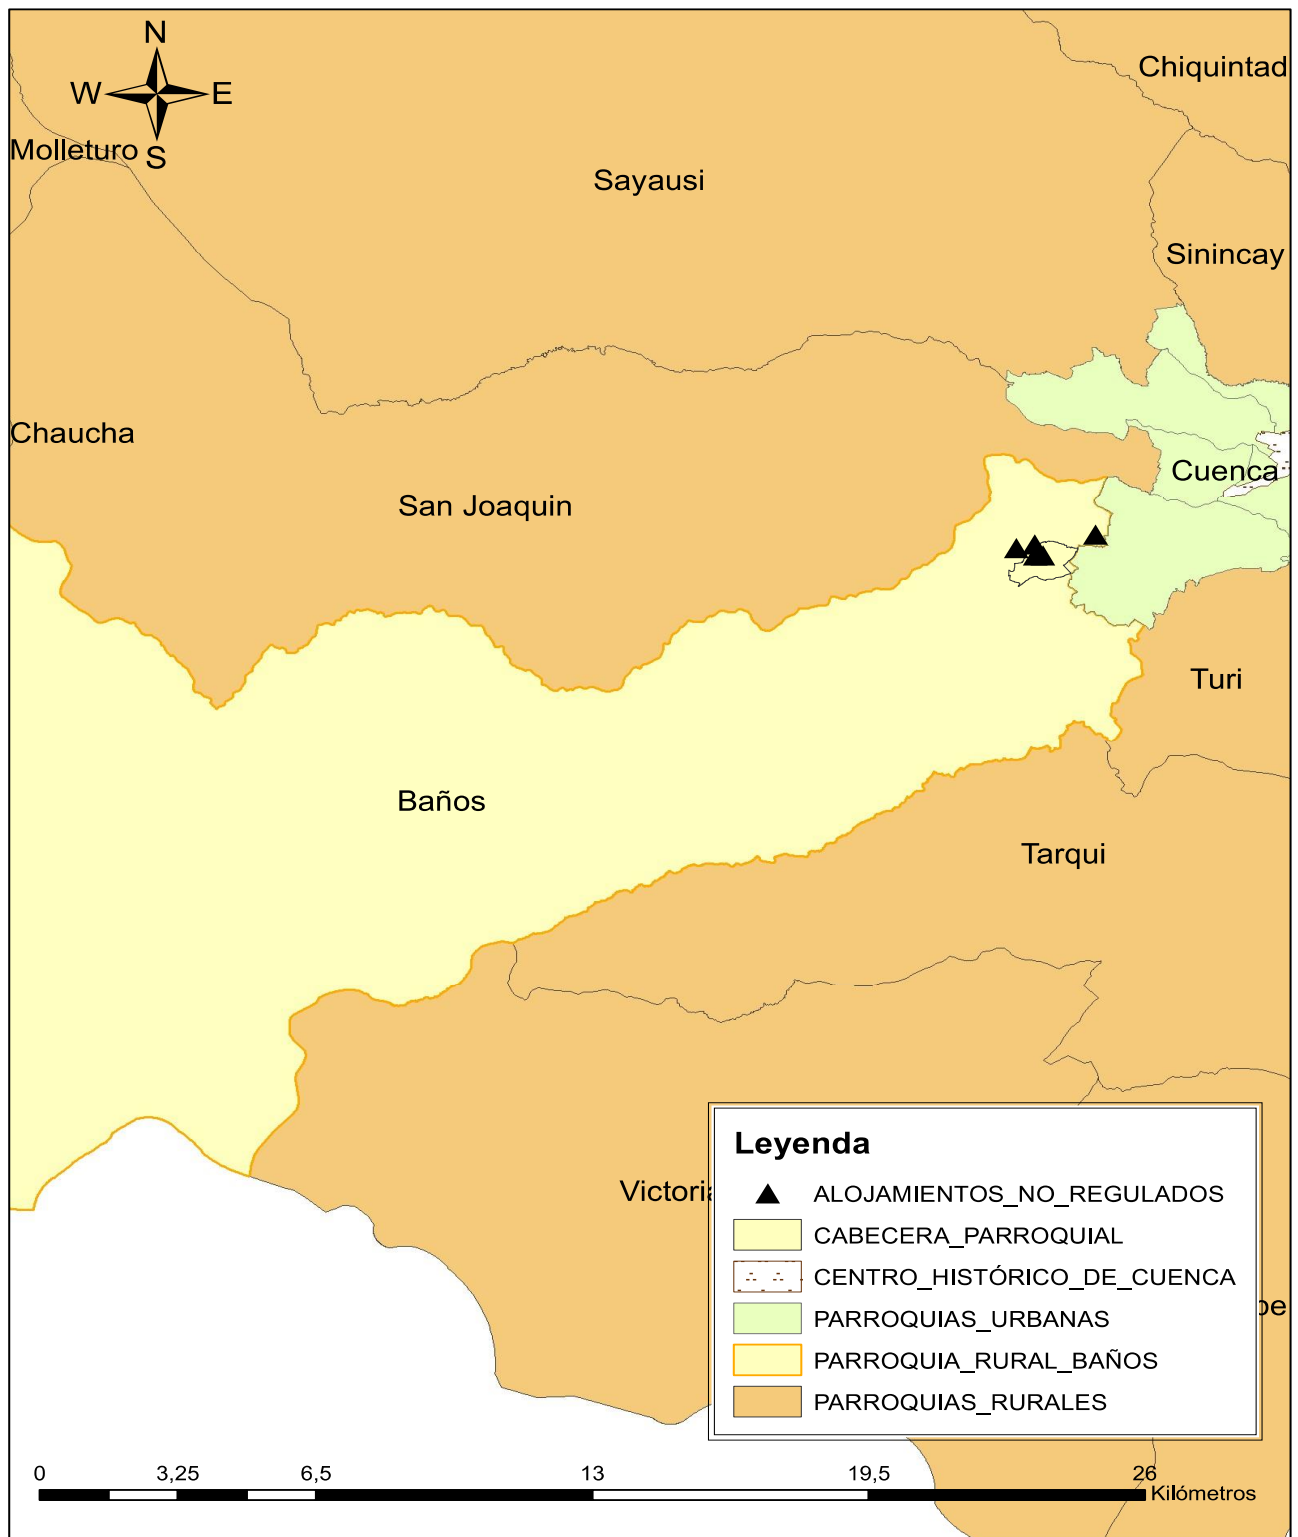 N
W E
S
Chiquintad
Molleturo
Sayausi
Sinincay
Chaucha
Cuenca
San Joaquin
Turi
Baños
Tarqui
Victoria
Leyenda
ALOJAMIENTOS_NO_REGULADOS
CABECERA_PARROQUIAL
CENTRO_HISTÓRICO_DE_CUENCA
PARROQUIAS_URBANAS
PARROQUIA_RURAL_BAÑOS
PARROQUIAS_RURALES
0 3,25 6,5 13 19,5 26
Kilómetros